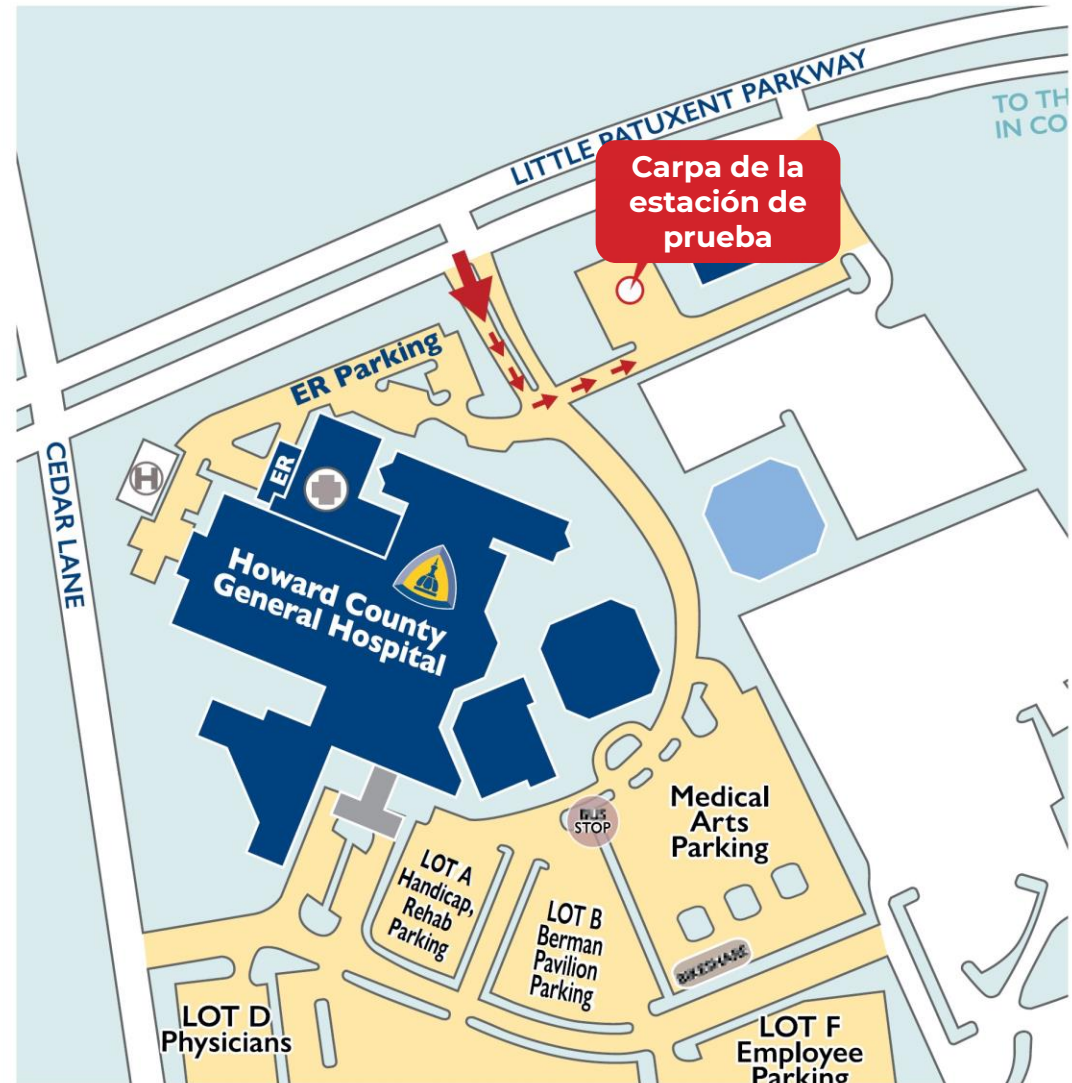 LITTLE PATUXENT PARKWAY
TO TH
IN CO
Carpa de la
estación de
prueba
ER Parking
CEDAR LANE
H
ER
Howard County
General Hospital
BUS
STOP
Medical
Arts
Parking
LOT A
Handicap,
Rehab
Parking
LOT B
Berman
Pavilion
Parking
BIKESHARE
LOT D
Physicians
LOT F
Employee
Parking